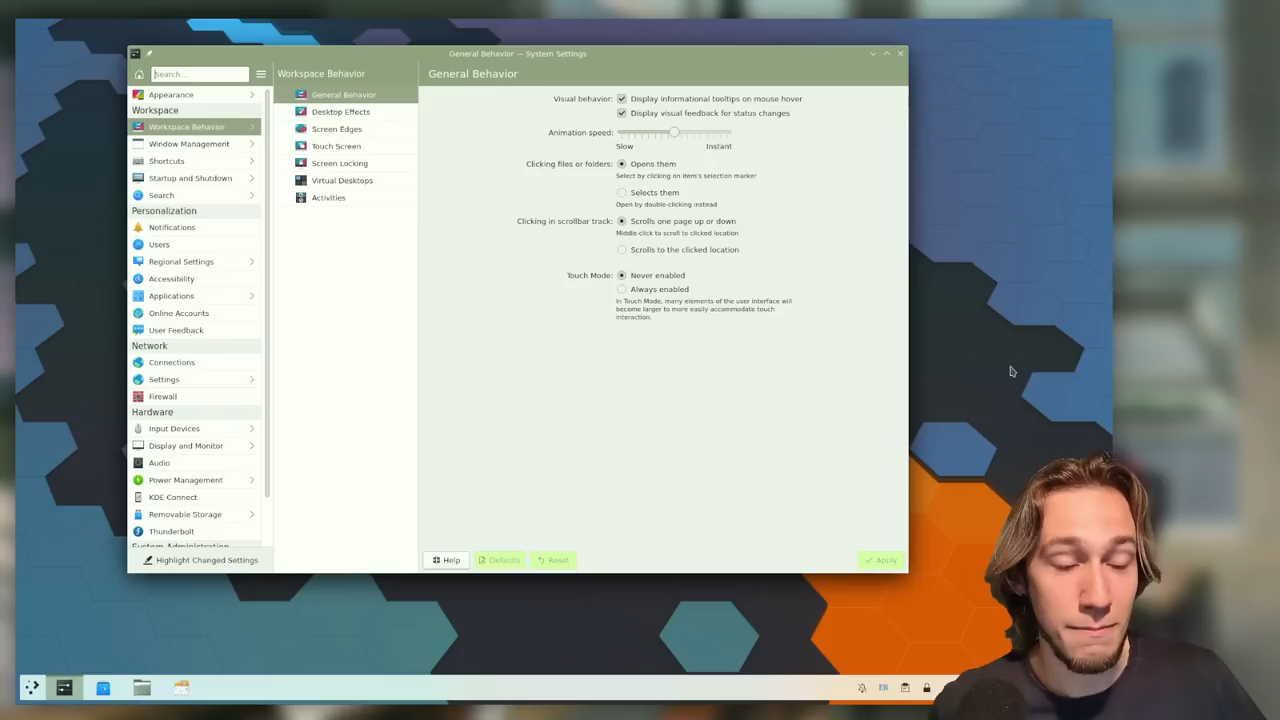 General Behavior — System Settings
Search...
Appearance
Workspace
Workspace Behavior
Window Management
Shortcuts
Startup and Shutdown
Search
Personalization
Notifications
Users
Regional Settings
Accessibility
Applications
Online Accounts
User Feedback
Network
Connections
Settings
Firewall
Hardware
Input Devices
Display and Monitor
Audio
Power Management
KDE Connect
Removable Storage
Thunderbolt
System Administration
Highlight Changed Settings
Workspace Behavior
General Behavior
Desktop Effects
Screen Edges
Touch Screen
Screen Locking
Virtual Desktops
Activities
General Behavior
Visual behavior: Display informational tooltips on mouse hover
Display visual feedback for status changes
Animation speed:
Slow Instant
Clicking files or folders: Opens them
Select by clicking on item's selection marker
Selects them
Open by double-clicking instead
Clicking in scrollbar track: Scrolls one page up or down
Middle-click to scroll to clicked location
Scrolls to the clicked location
Touch Mode: Never enabled
Always enabled
In Touch Mode, many elements of the user interface will
become larger to more easily accommodate touch
interaction.
Help Defaults Reset Apply
EN